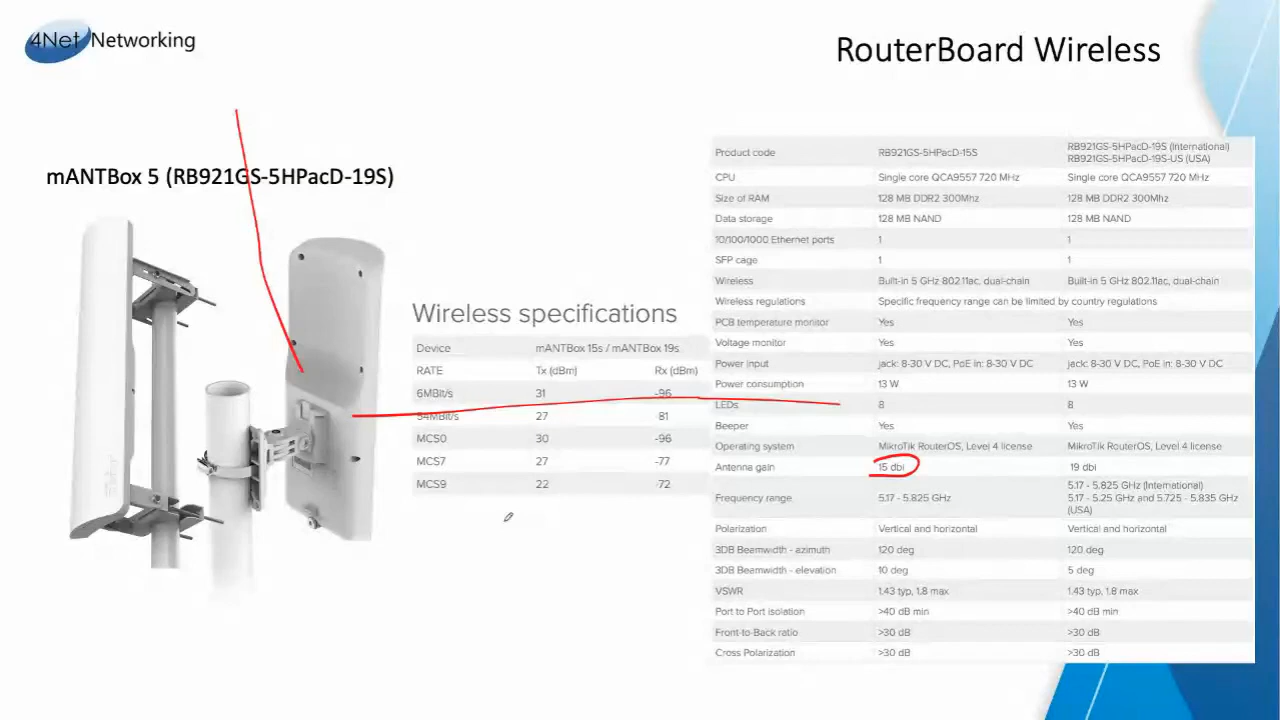 4Net Networking
RouterBoard Wireless
mANTBox 5 (RB921GS-5HPacD-19S)
Wireless specifications
Device mANTBox 15s / mANTBox 19s
RATE Tx (dBm) Rx (dBm)
6MBit/s 31 -96
54MBit/s 27 81
MCS0 30 -96
MCS7 27 -77
MCS9 22 -72
Product code RB921GS-5HPacD-15S RB921GS-5HPacD-19S (International)
RB921GS-5HPacD-19S-US (USA)
CPU Single core QCA9557 720 MHz Single core QCA9557 720 MHz
Size of RAM 128 MB DDR2 300Mhz 128 MB DDR2 300Mhz
Data storage 128 MB NAND 128 MB NAND
10/100/1000 Ethernet ports 1 1
SFP cage 1 1
Wireless Built-in 5 GHz 802.11ac, dual-chain Built-in 5 GHz 802.11ac, dual-chain
Wireless regulations Specific frequency range can be limited by country regulations
PCB temperature monitor Yes Yes
Voltage monitor Yes Yes
Power input jack: 8-30 V DC, PoE in: 8-30 V DC jack: 8-30 V DC, PoE in: 8-30 V DC
Power consumption 13 W 13 W
LEDs 8 8
Beeper Yes Yes
Operating system MikroTik RouterOS, Level 4 license MikroTik RouterOS, Level 4 license
Antenna gain 15 dbi 19 dbi
Frequency range 5.17 - 5.825 GHz 5.17 - 5.825 GHz (International)
5.17 - 5.25 GHz and 5.725 - 5.835 GHz
(USA)
Polarization Vertical and horizontal Vertical and horizontal
3DB Beamwidth - azimuth 120 deg 120 deg
3DB Beamwidth - elevation 10 deg 5 deg
VSWR 1.43 typ, 1.8 max 1.43 typ, 1.8 max
Port to Port isolation >40 dB min >40 dB min
Front-to-Back ratio >30 dB >30 dB
Cross Polarization >30 dB >30 dB